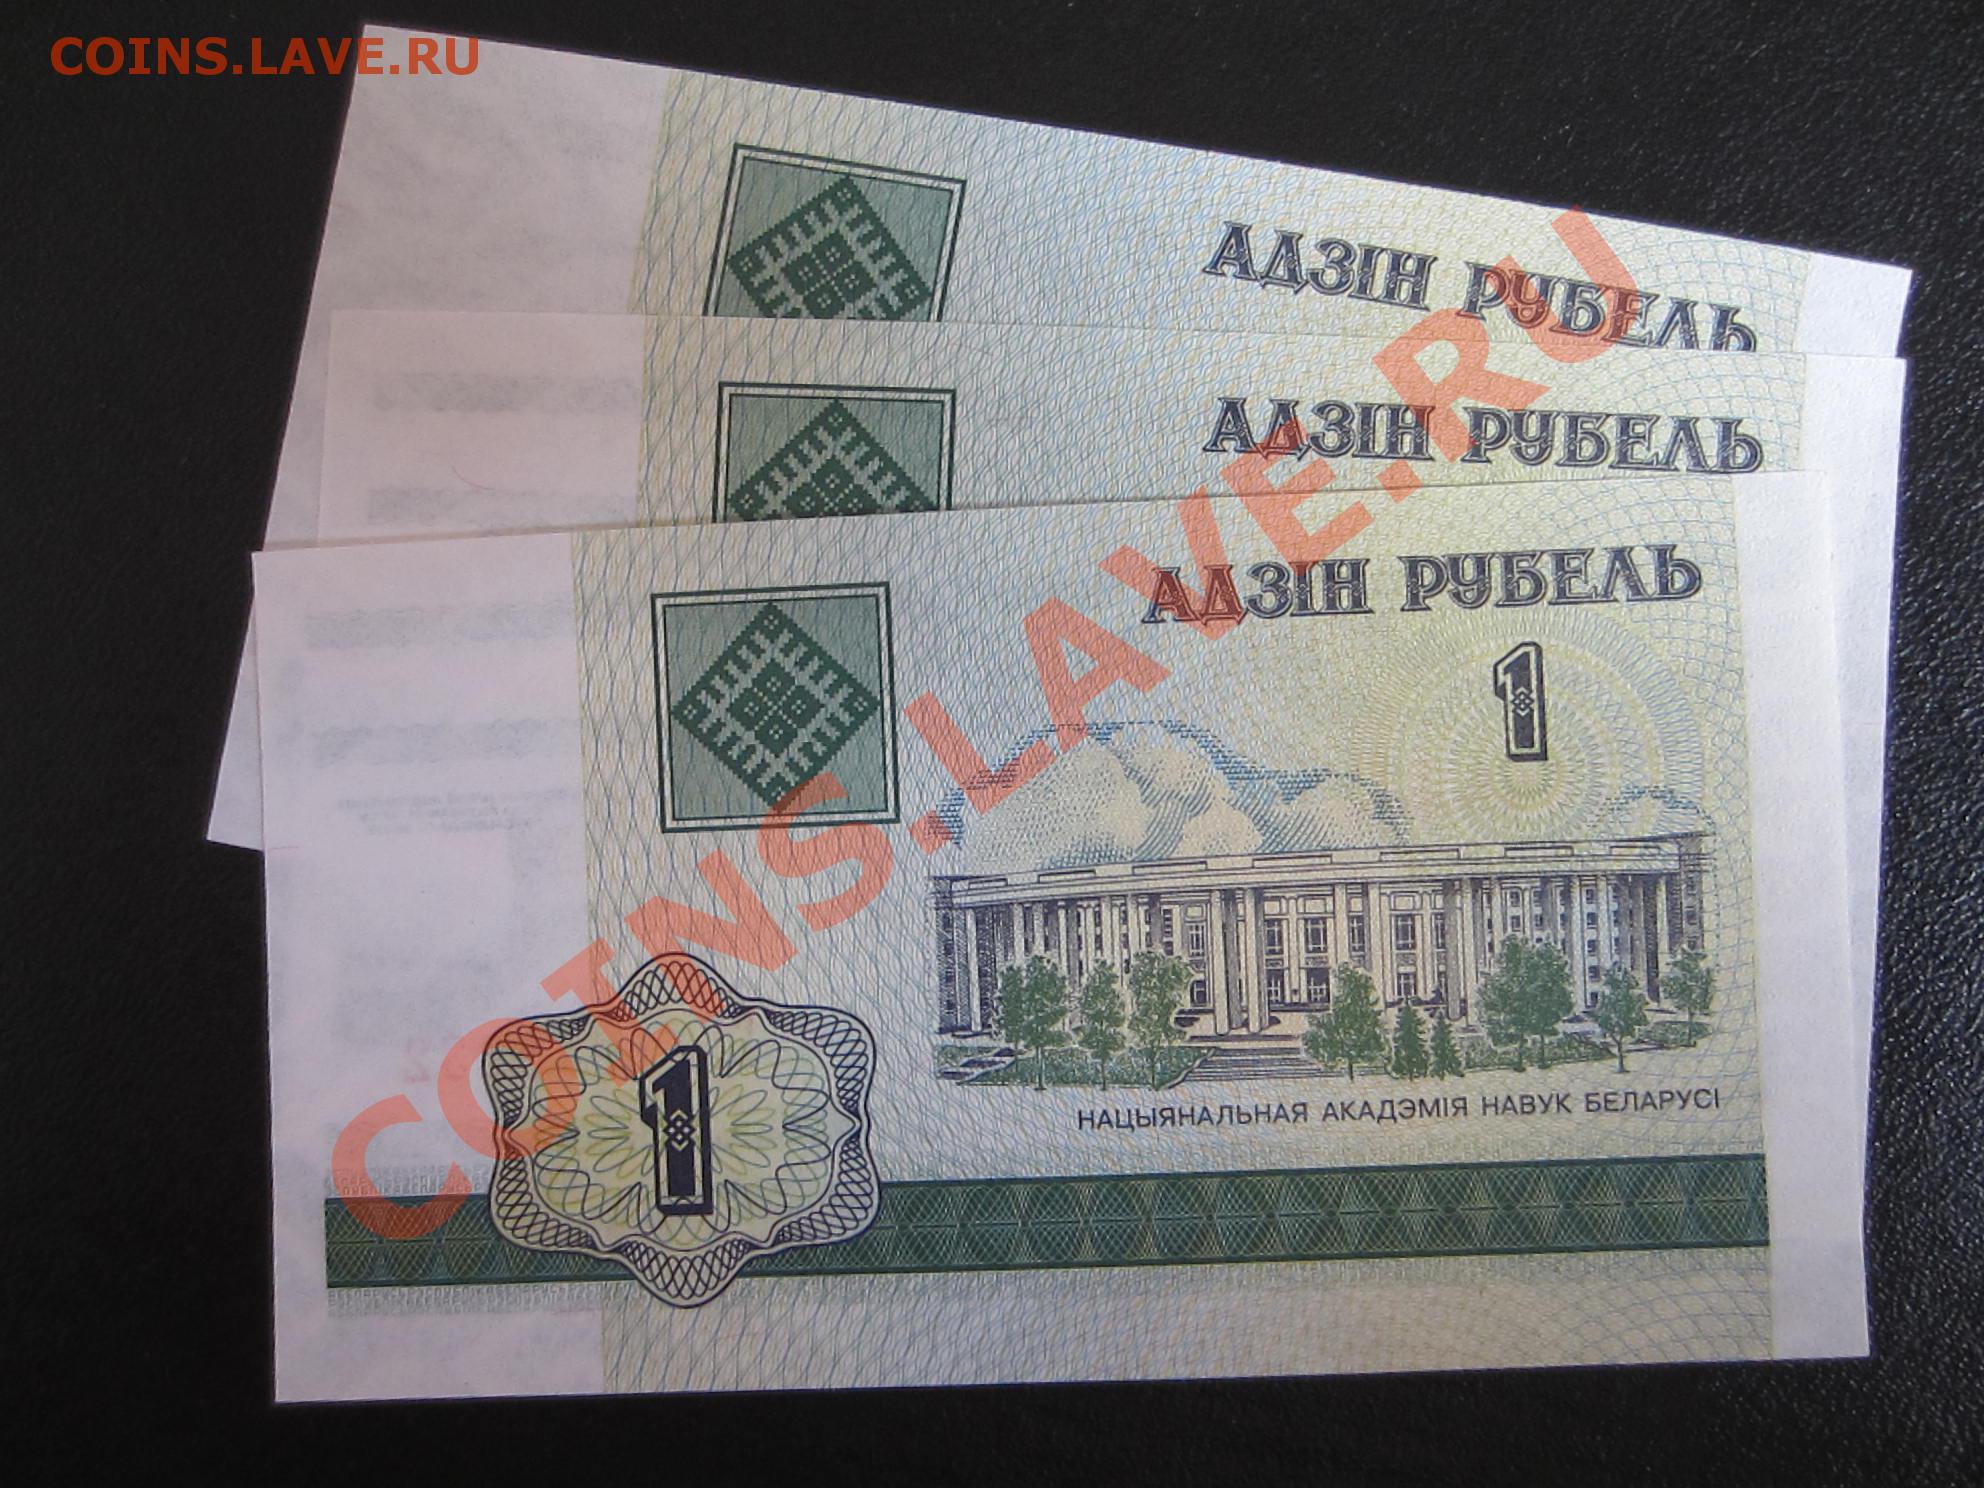 COINS.LAVE.RU
АДЗІН РУБЕЛЬ
АДЗІН РУБЕЛЬ
АДЗІН РУБЕЛЬ
1
COINS.LAVE.RU
НАЦЫЯНАЛЬНАЯ АКАДЭМІЯ НАВУК БЕЛАРУСІ
1